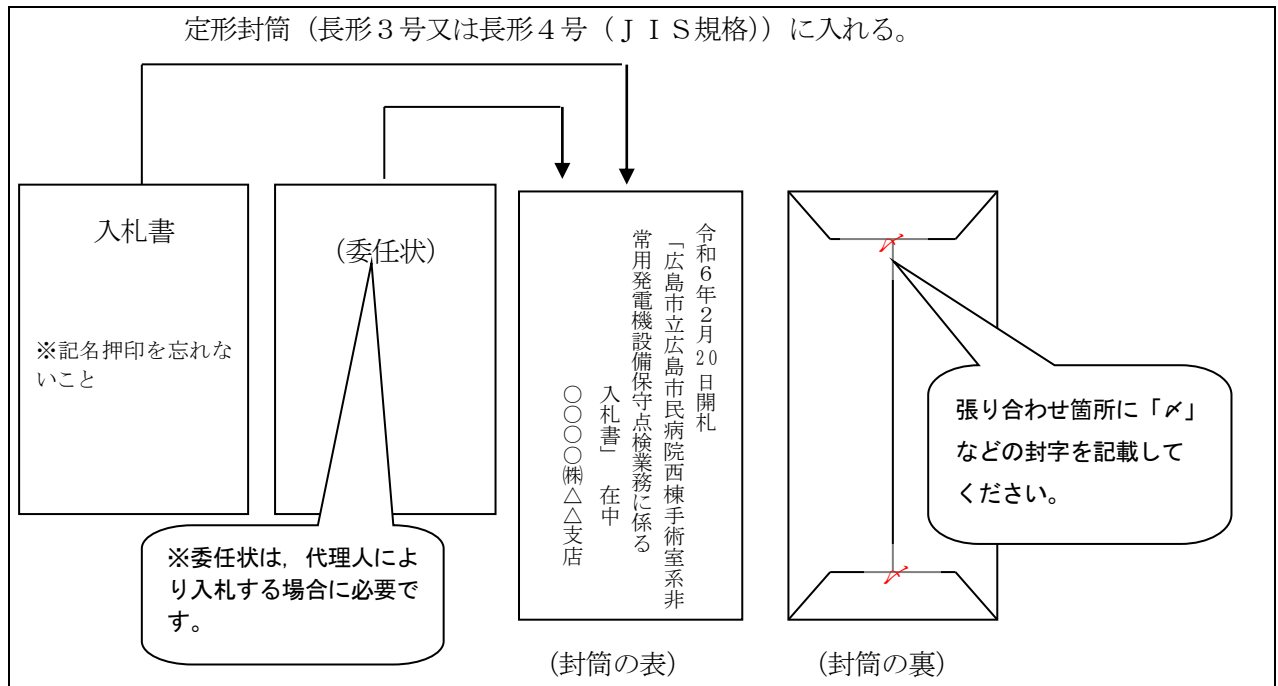 定形封筒（長形３号又は長形４号（ＪＩＳ規格））に入れる。
入札書
※記名押印を忘れな
いこと
（委任状）
※委任状は，代理人によ
り入札する場合に必要で
す。
令和６年２月20日開札
「広島市立広島市民病院西棟手術室系非
常用発電機設備保守点検業務に係る
入札書」　在中
○○○○㈱△△支店
〆
張り合わせ箇所に「〆」
などの封字を記載して
ください。
〆
（封筒の表）
（封筒の裏）